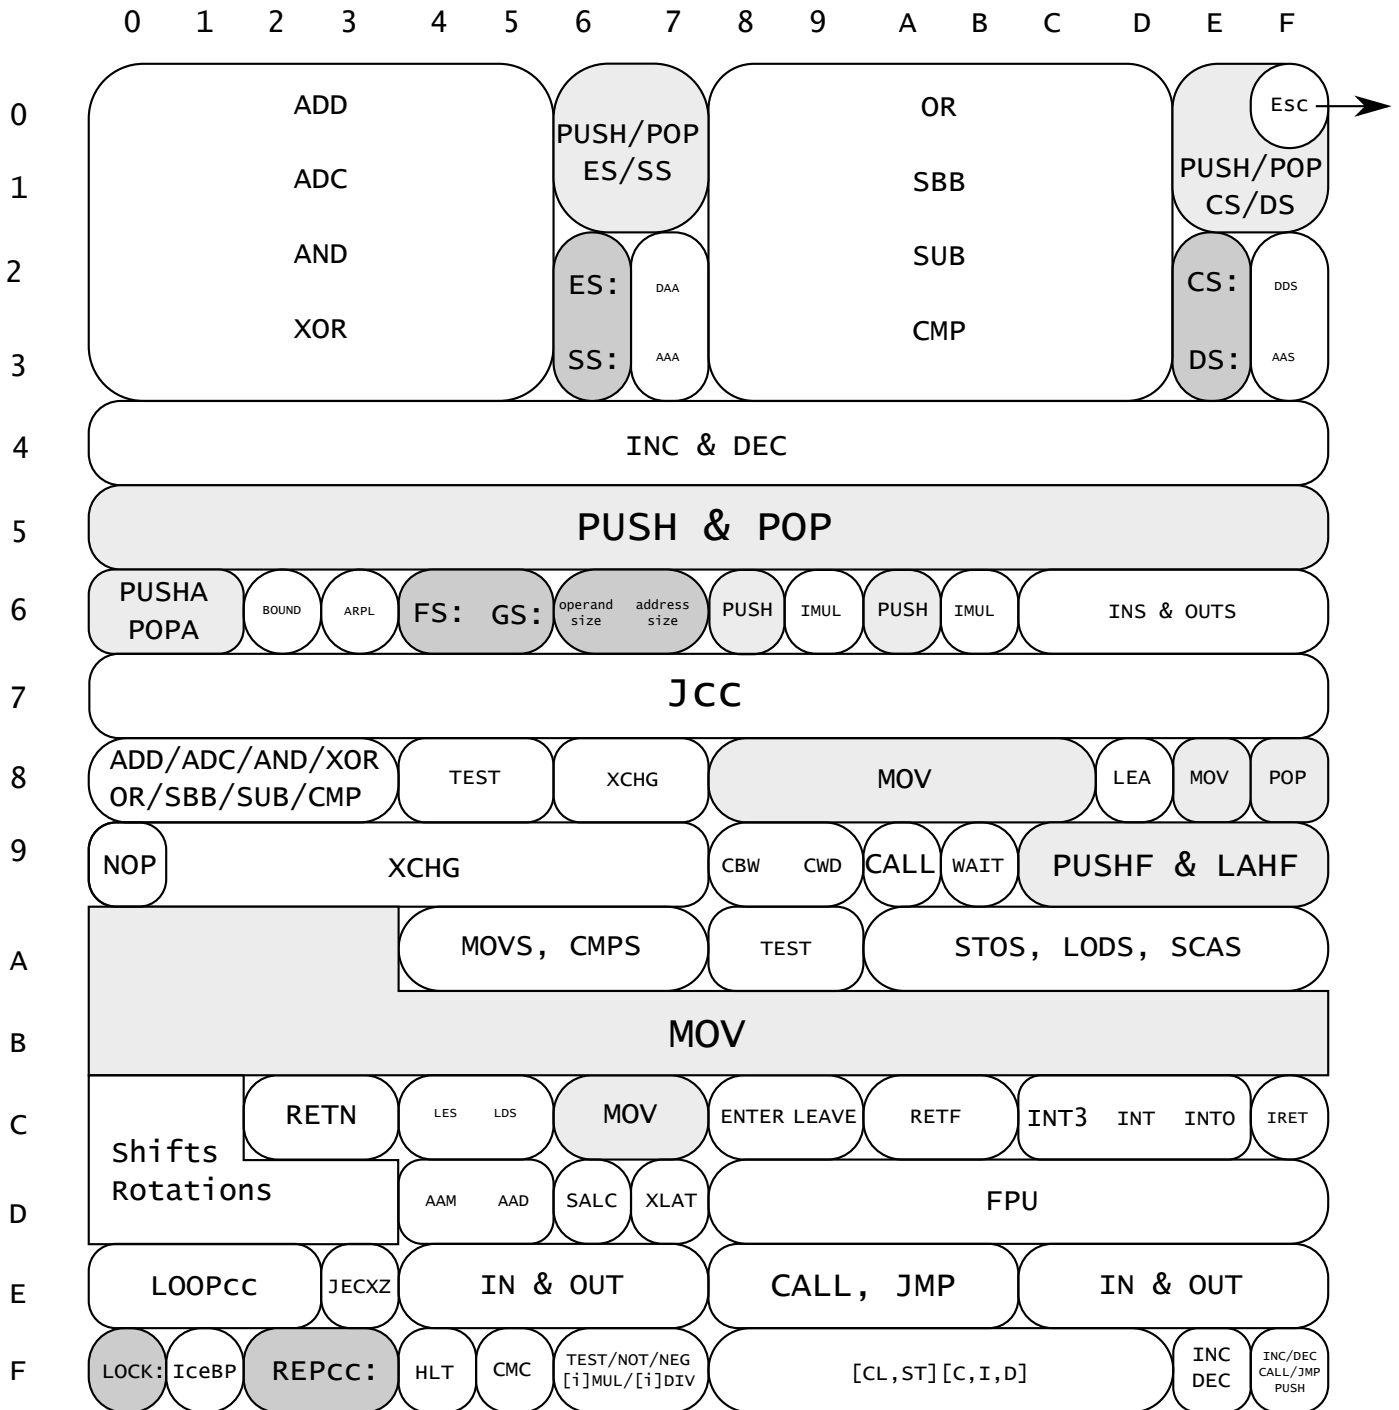 0 1 2 3 4 5 6 7 8 9 A B C D E F
0 ADD PUSH/POP ES/SS OR Esc
1 ADC SBB PUSH/POP CS/DS
2 AND ES: DAA SUB CS: DDS
3 XOR SS: AAA CMP DS: AAS
4 INC & DEC
5 PUSH & POP
6 PUSHA POPA BOUND ARPL FS: GS: operand size address size PUSH IMUL PUSH IMUL INS & OUTS
7 Jcc
8 ADD/ADC/AND/XOR OR/SBB/SUB/CMP TEST XCHG MOV LEA MOV POP
9 NOP XCHG CBW CWD CALL WAIT PUSHF & LAHF
A MOVS, CMPS TEST STOS, LODS, SCAS
B MOV
C Shifts Rotations RETN LES LDS MOV ENTER LEAVE RETF INT3 INT INTO IRET
D AAM AAD SALC XLAT FPU
E LOOPcc JECXZ IN & OUT CALL, JMP IN & OUT
F LOCK: IceBP REPcc: HLT CMC TEST/NOT/NEG [i]MUL/[i]DIV [CL,ST][C,I,D] INC DEC INC/DEC CALL/JMP PUSH